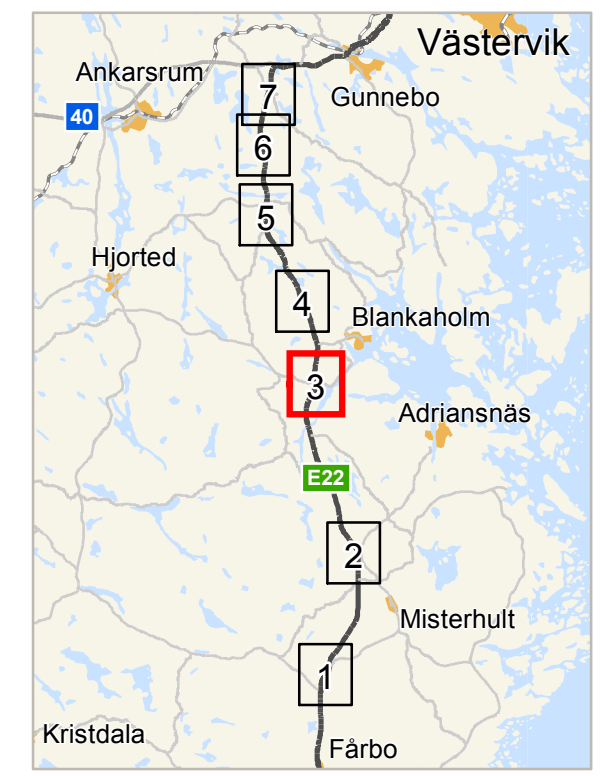 Västervik
Ankarsrum
7
Gunnebo
40
6
5
Hjorted
4
Blankaholm
3
Adriansnäs
E22
2
Misterhult
1
Kristdala
Fårbo